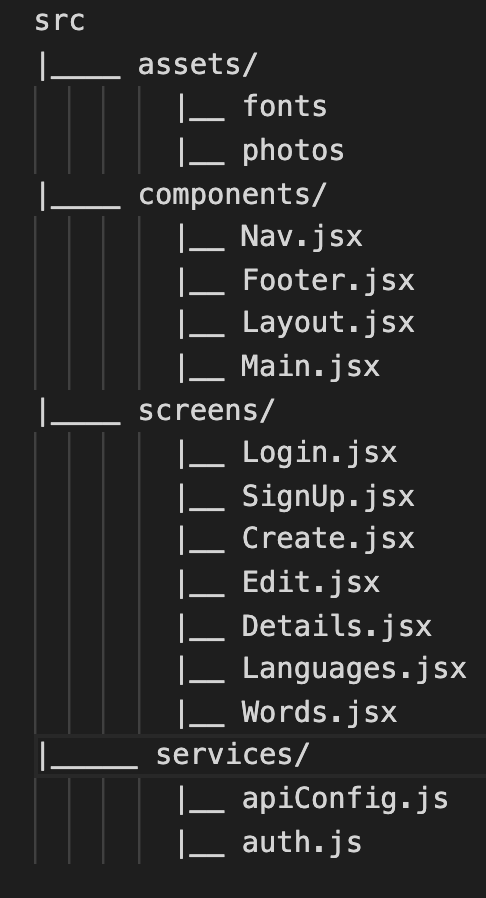 src
|____ assets/
|__ fonts
|__ photos
|____ components/
|__ Nav.jsx
|__ Footer.jsx
|__ Layout.jsx
|__ Main.jsx
|____ screens/
|__ Login.jsx
|__ SignUp.jsx
|__ Create.jsx
|__ Edit.jsx
|__ Details.jsx
|__ Languages.jsx
|__ Words.jsx
|_____ services/
|__ apiConfig.js
|__ auth.js